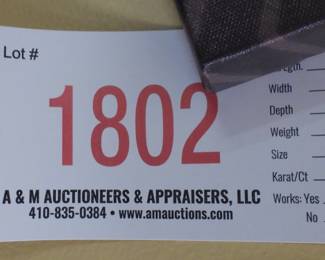 Lot #
1802
Length
Width
Depth
Weight
Size
Karat/Ct
Works: Yes
No
A & M AUCTIONEERS & APPRAISERS, LLC
410-835-0384 • www.amauctions.com